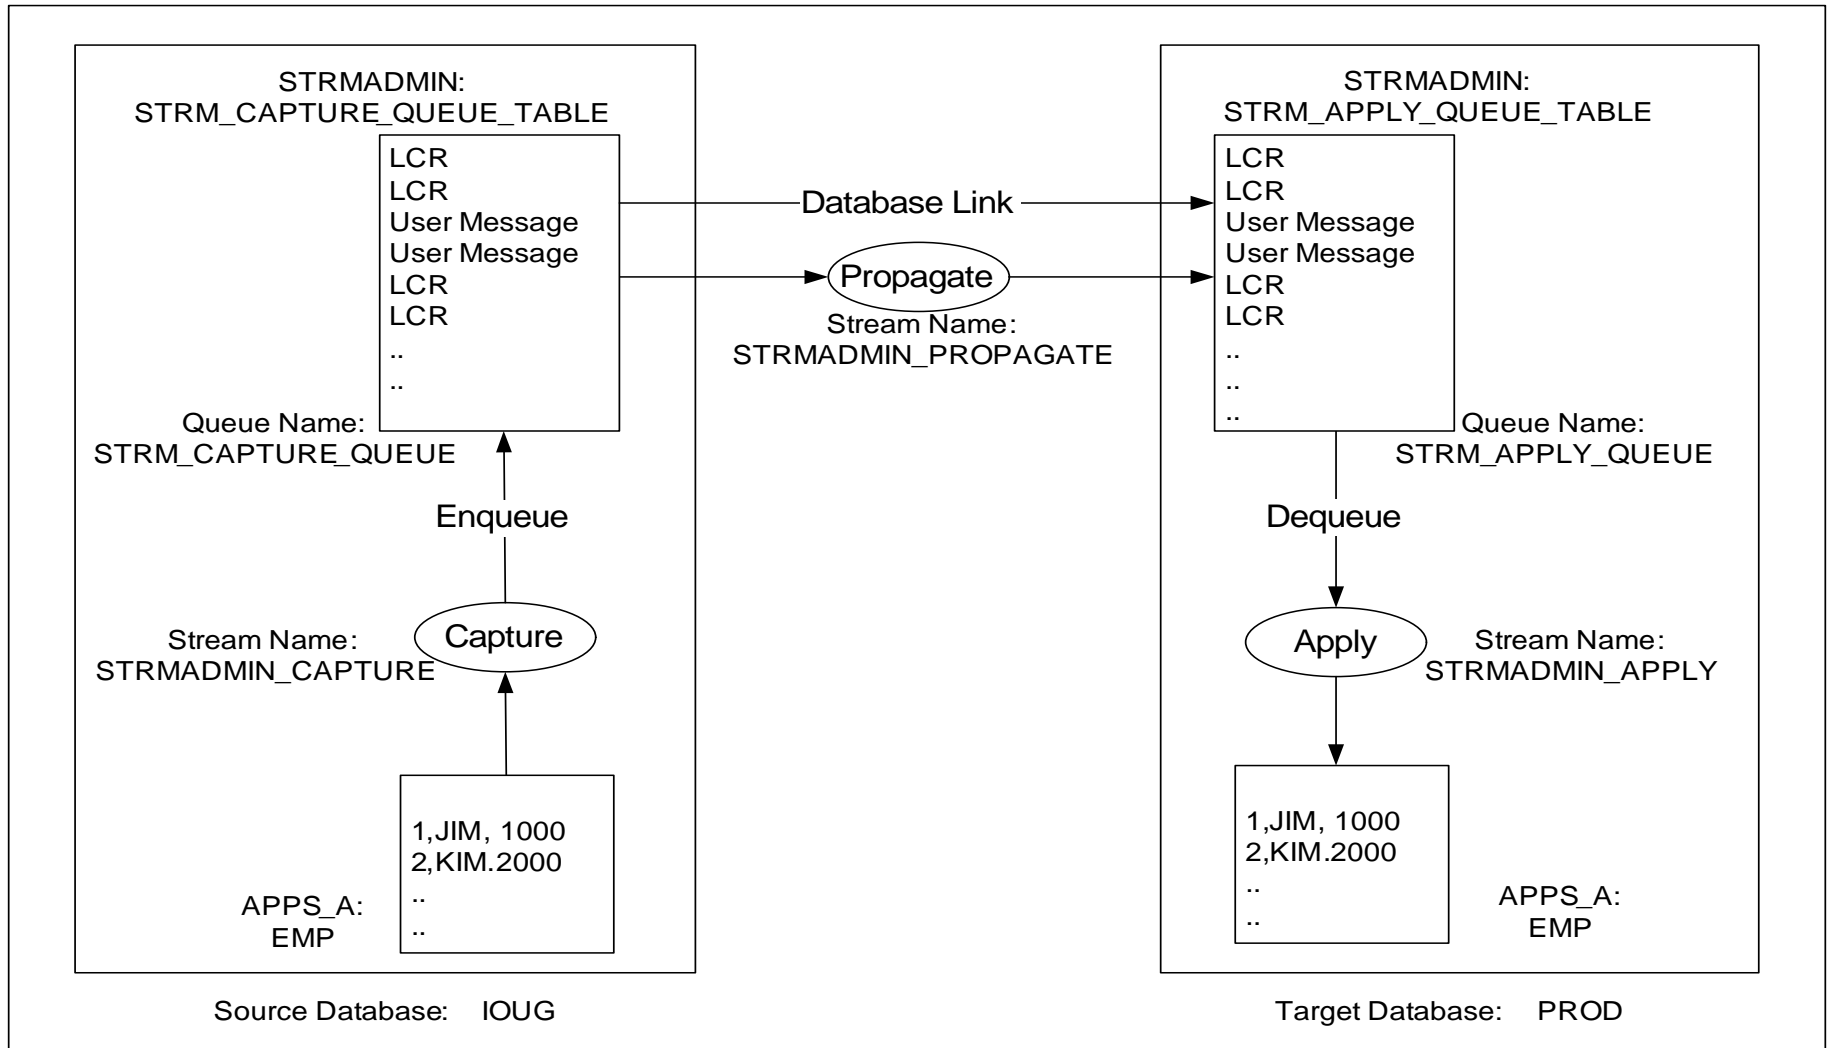 STRMADMIN:
STRM_CAPTURE_QUEUE_TABLE
LCR
LCR
User Message
User Message
LCR
LCR
..
..
Queue Name:
STRM_CAPTURE_QUEUE
Enqueue
Capture
Stream Name:
STRMADMIN_CAPTURE
1,JIM, 1000
2,KIM.2000
..
..
APPS_A:
EMP
Source Database: IOUG
Database Link
Propagate
Stream Name:
STRMADMIN_PROPAGATE
STRMADMIN:
STRM_APPLY_QUEUE_TABLE
LCR
LCR
User Message
User Message
LCR
LCR
..
..
..
Queue Name:
STRM_APPLY_QUEUE
Dequeue
Apply
Stream Name:
STRMADMIN_APPLY
1,JIM, 1000
2,KIM.2000
..
..
APPS_A:
EMP
Target Database: PROD